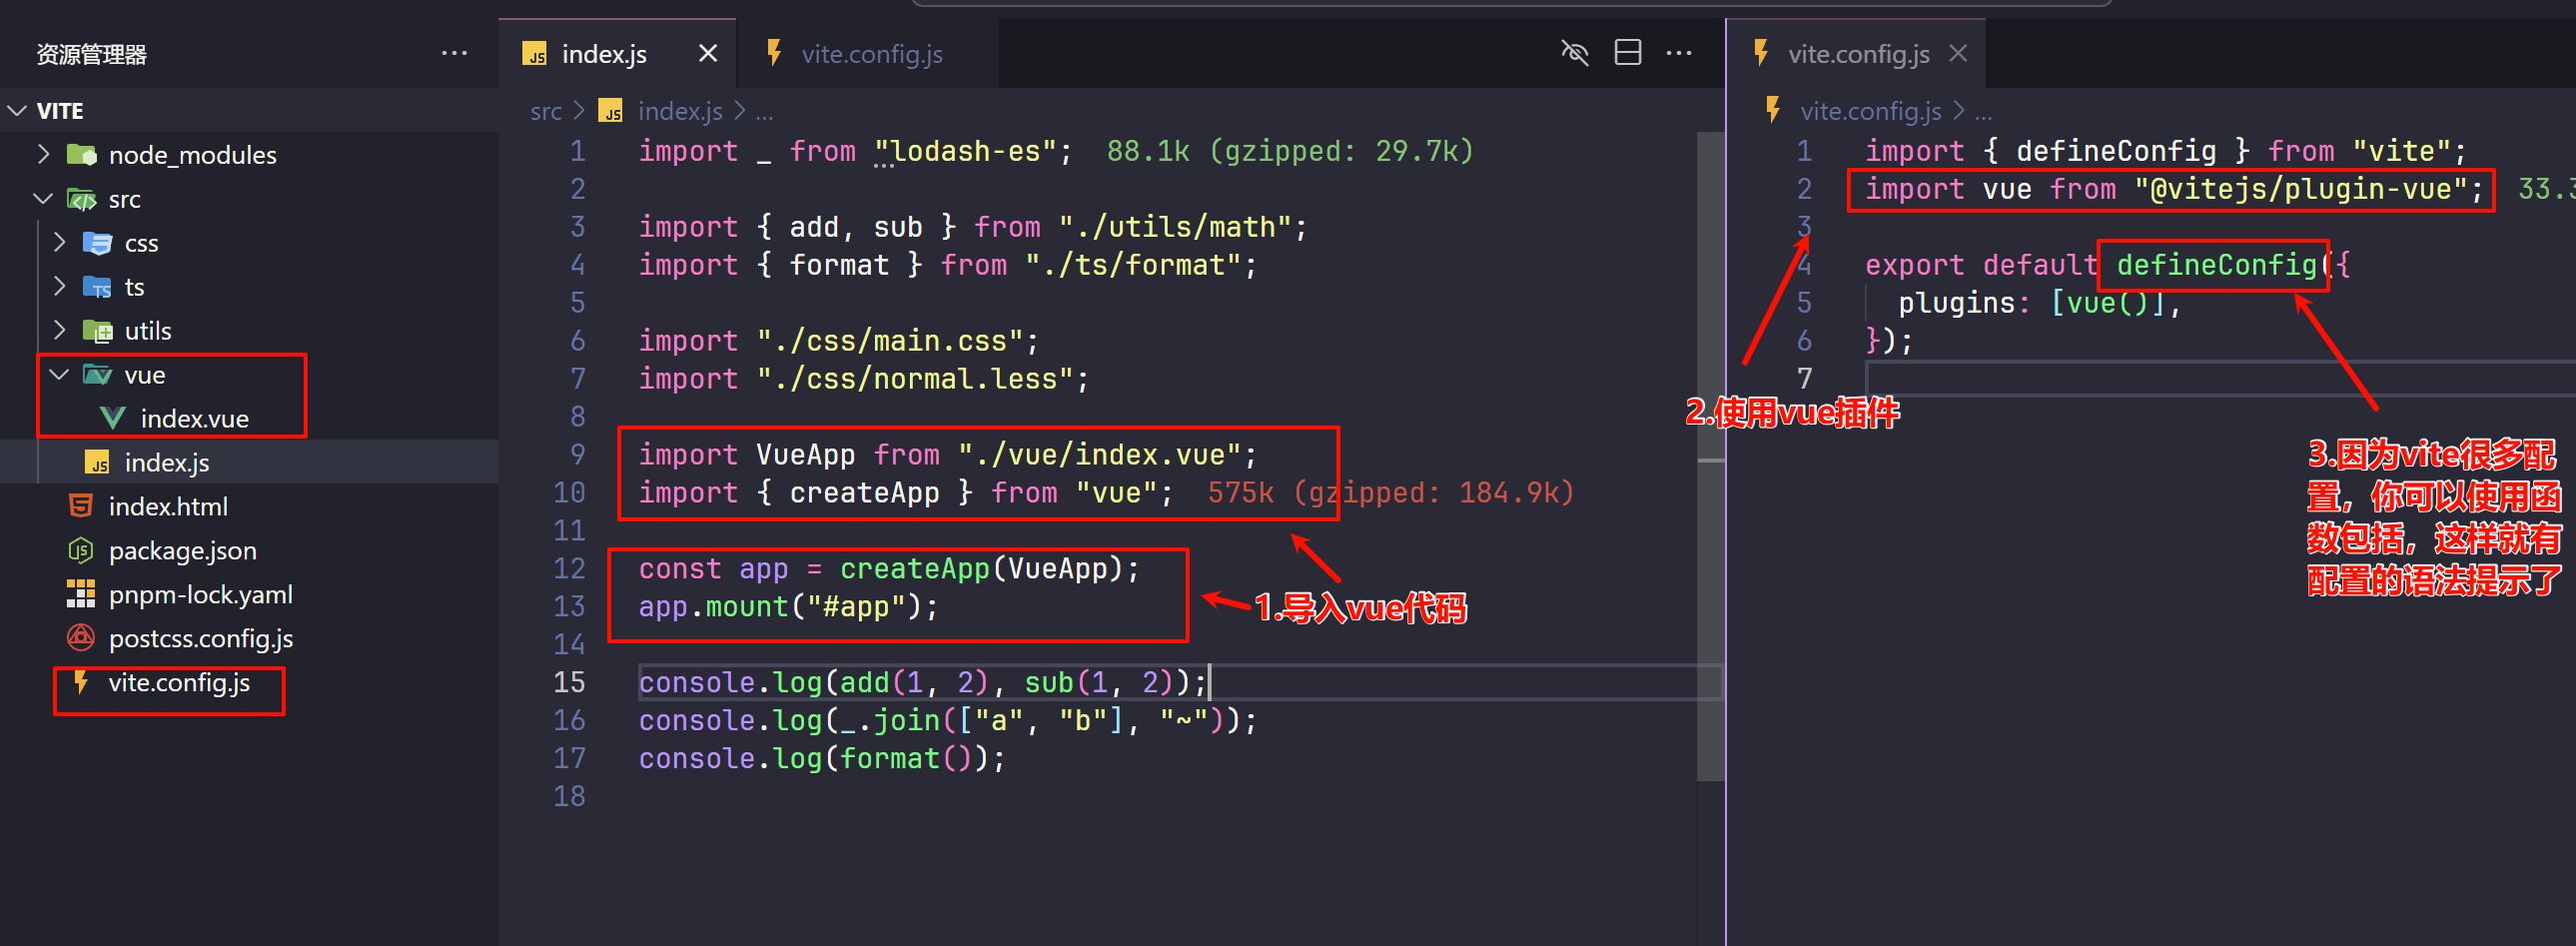 资源管理器
VITE
node_modules
src
css
ts
utils
vue
index.vue
index.js
index.html
package.json
pnpm-lock.yaml
postcss.config.js
vite.config.js
index.js
vite.config.js
src > index.js > ...
1 import _ from "lodash-es"; 88.1k (gzipped: 29.7k)
2
3 import { add, sub } from "./utils/math";
4 import { format } from "./ts/format";
5
6 import "./css/main.css";
7 import "./css/normal.less";
8
9 import VueApp from "./vue/index.vue";
10 import { createApp } from "vue"; 575k (gzipped: 184.9k)
11
12 const app = createApp(VueApp);
13 app.mount("#app");
14
15 console.log(add(1, 2), sub(1, 2));
16 console.log(_.join(["a", "b"], "~"));
17 console.log(format());
18
1.导入vue代码
vite.config.js
vite.config.js > ...
1 import { defineConfig } from "vite";
2 import vue from "@vitejs/plugin-vue"; 33.3
3
4 export default defineConfig({
5 plugins: [vue()],
6 });
7
2.使用vue插件
3.因为vite很多配
置，你可以使用函
数包括，这样就有
配置的语法提示了